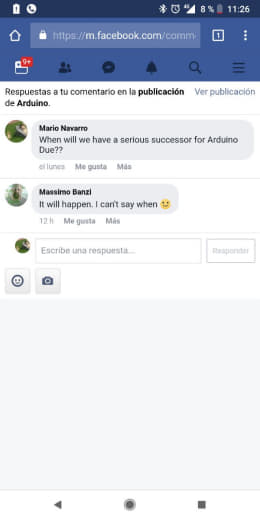 8 % 11:26
https://m.facebook.com/comm
1
9+
Respuestas a tu comentario en la publicación
de Arduino.
Ver publicación
Mario Navarro
When will we have a serious successor for Arduino
Due??
el lunes Me gusta Más
Massimo Banzi
It will happen. I can't say when 😉
12 h Me gusta Más
Escribe una respuesta...
Responder